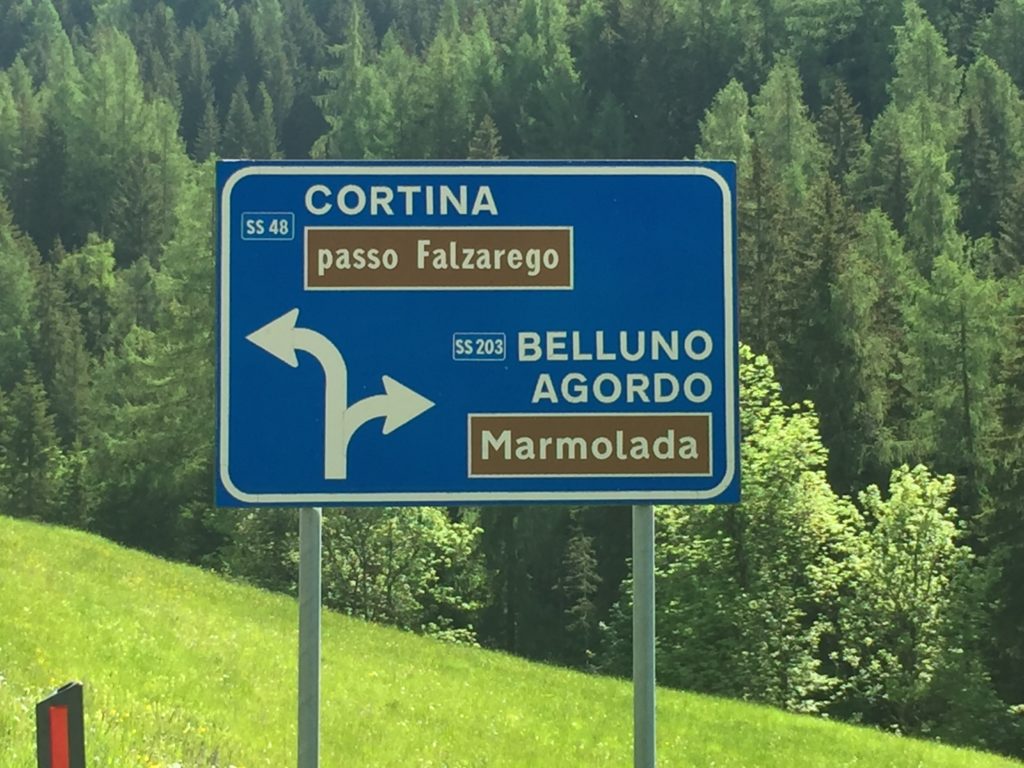 CORTINA
SS 48
passo Falzarego
SS 203 BELLUNO
AGORDO
Marmolada